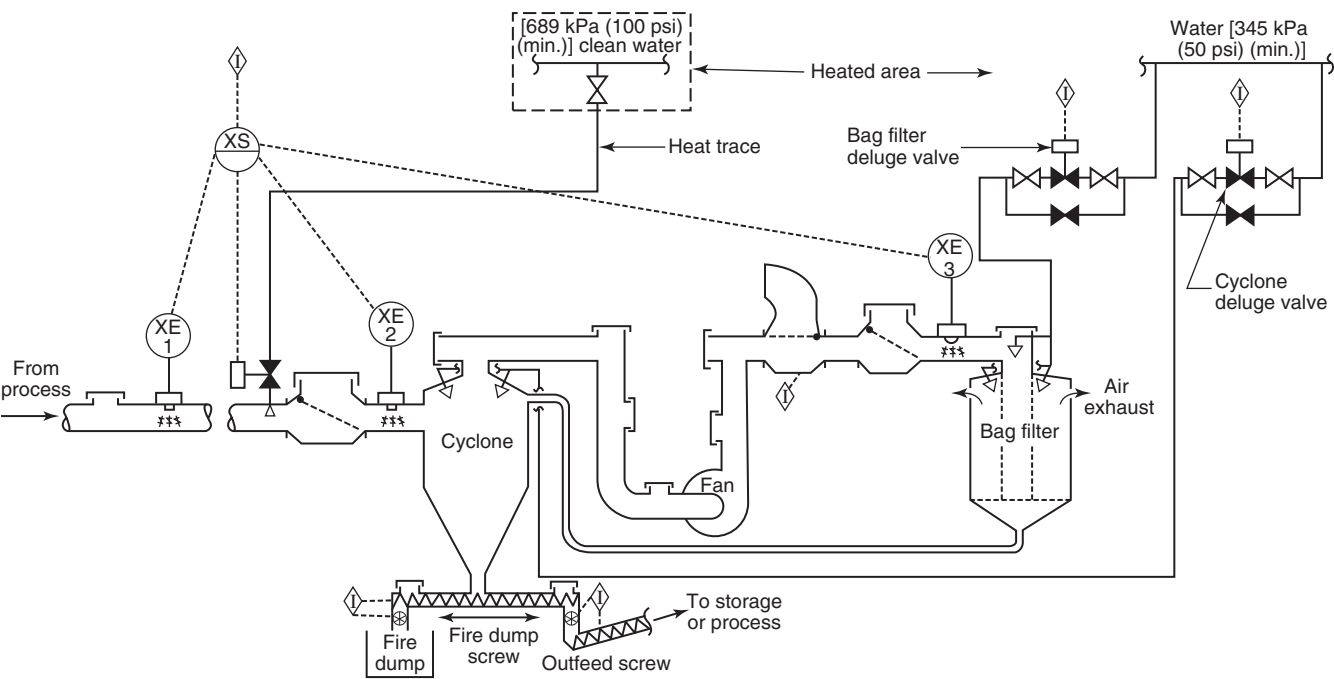 [689 kPa (100 psi)
(min.)] clean water
Water [345 kPa
(50 psi) (min.)]
Heated area
I
I
I
XS
Bag filter
deluge valve
Heat trace
XE
3
Cyclone
deluge valve
XE
1
XE
2
From
process
I
Air
exhaust
Cyclone
Bag filter
Fan
I
I
To storage
or process
Fire
dump
Fire dump
screw
Outfeed screw